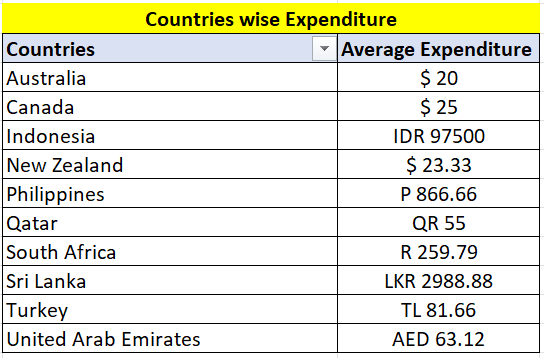 Countries wise Expenditure
Countries Average Expenditure
Australia $ 20
Canada $ 25
Indonesia IDR 97500
New Zealand $ 23.33
Philippines P 866.66
Qatar QR 55
South Africa R 259.79
Sri Lanka LKR 2988.88
Turkey TL 81.66
United Arab Emirates AED 63.12